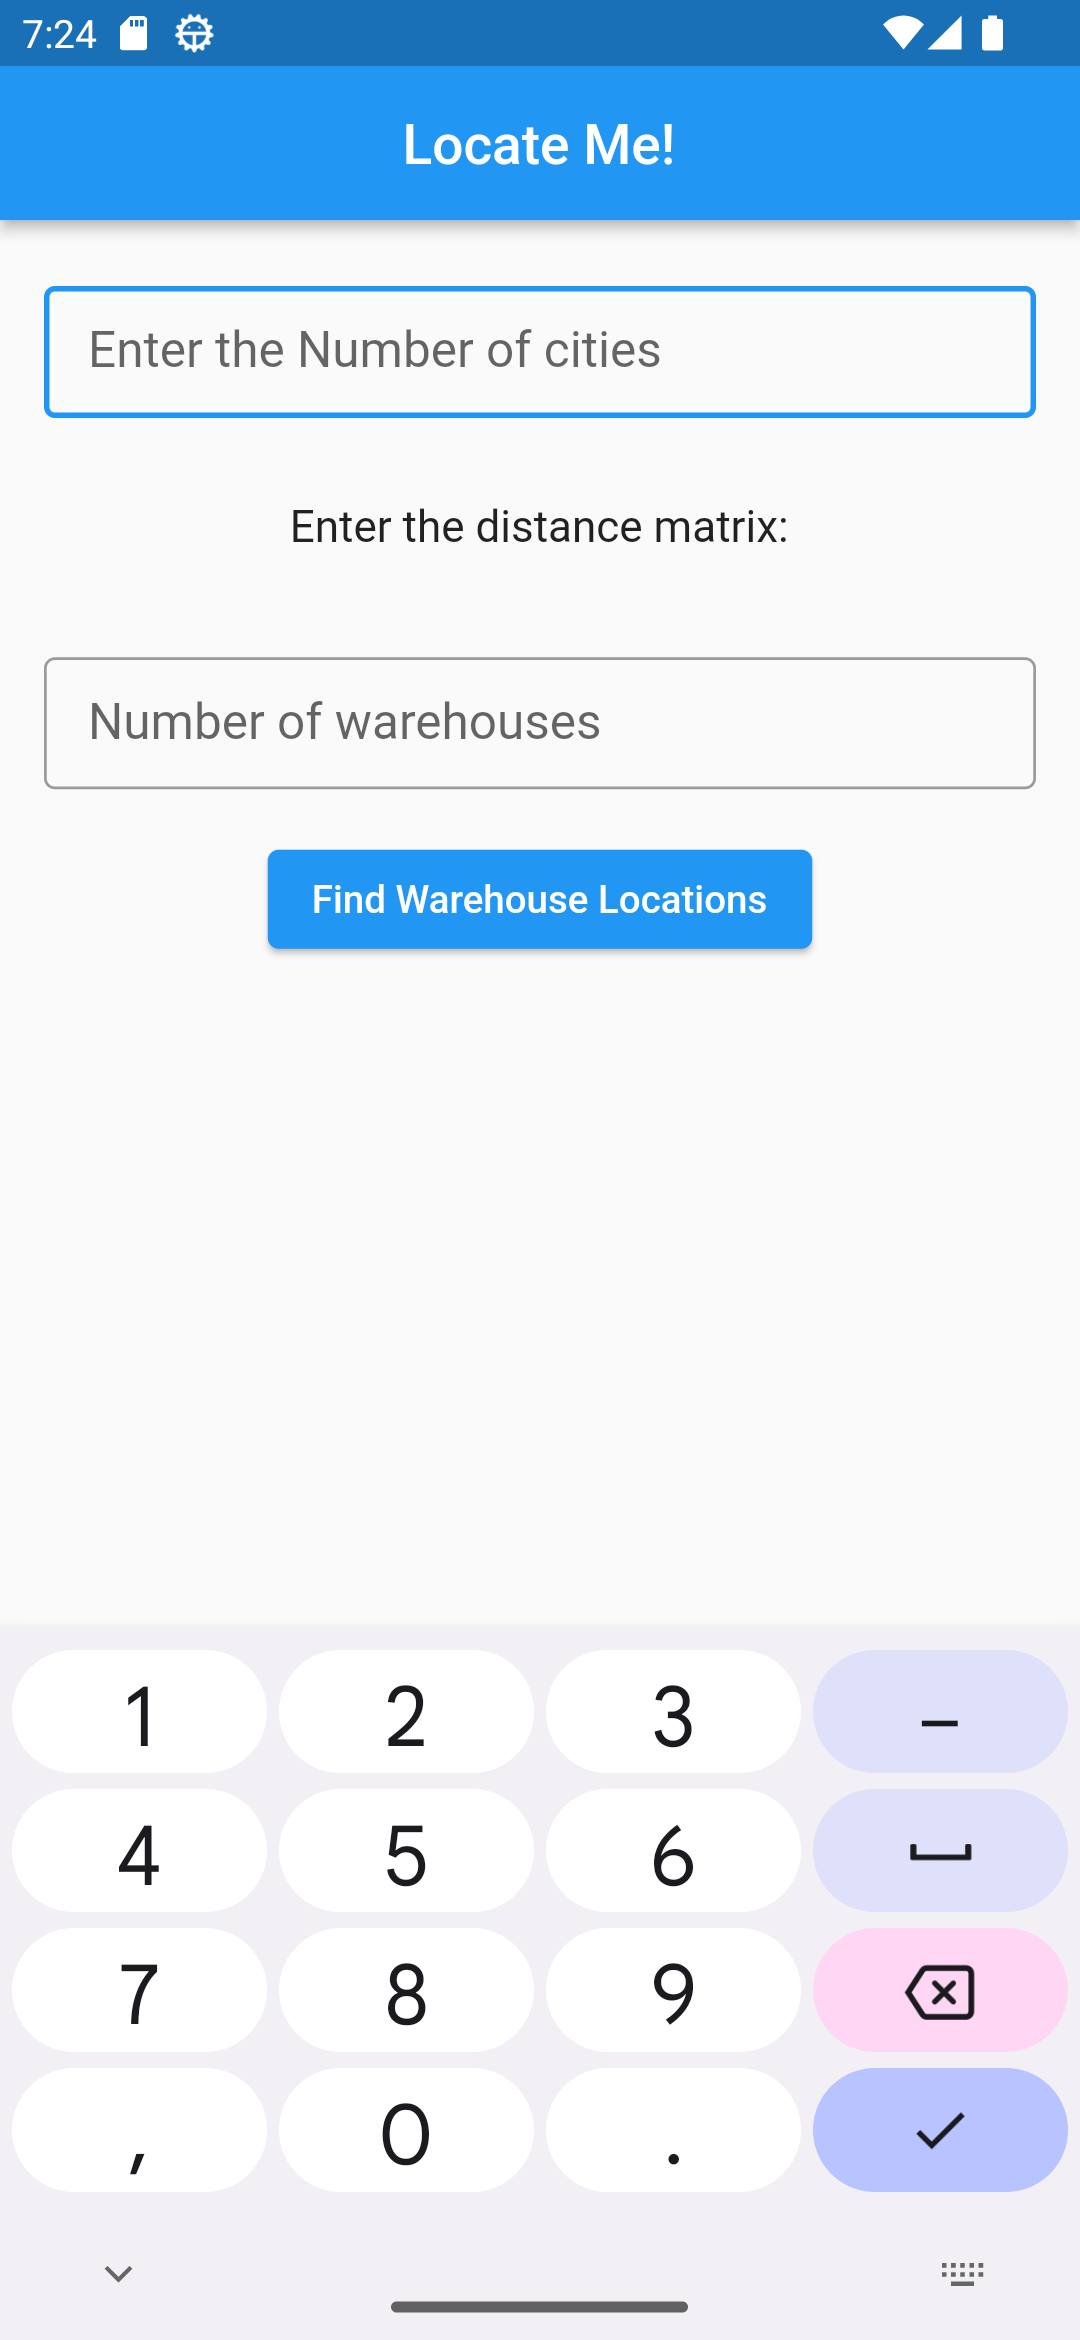 7:24
Locate Me!
Enter the Number of cities
Enter the distance matrix:
Number of warehouses
Find Warehouse Locations
1 2 3 –
4 5 6
7 8 9
, 0 .